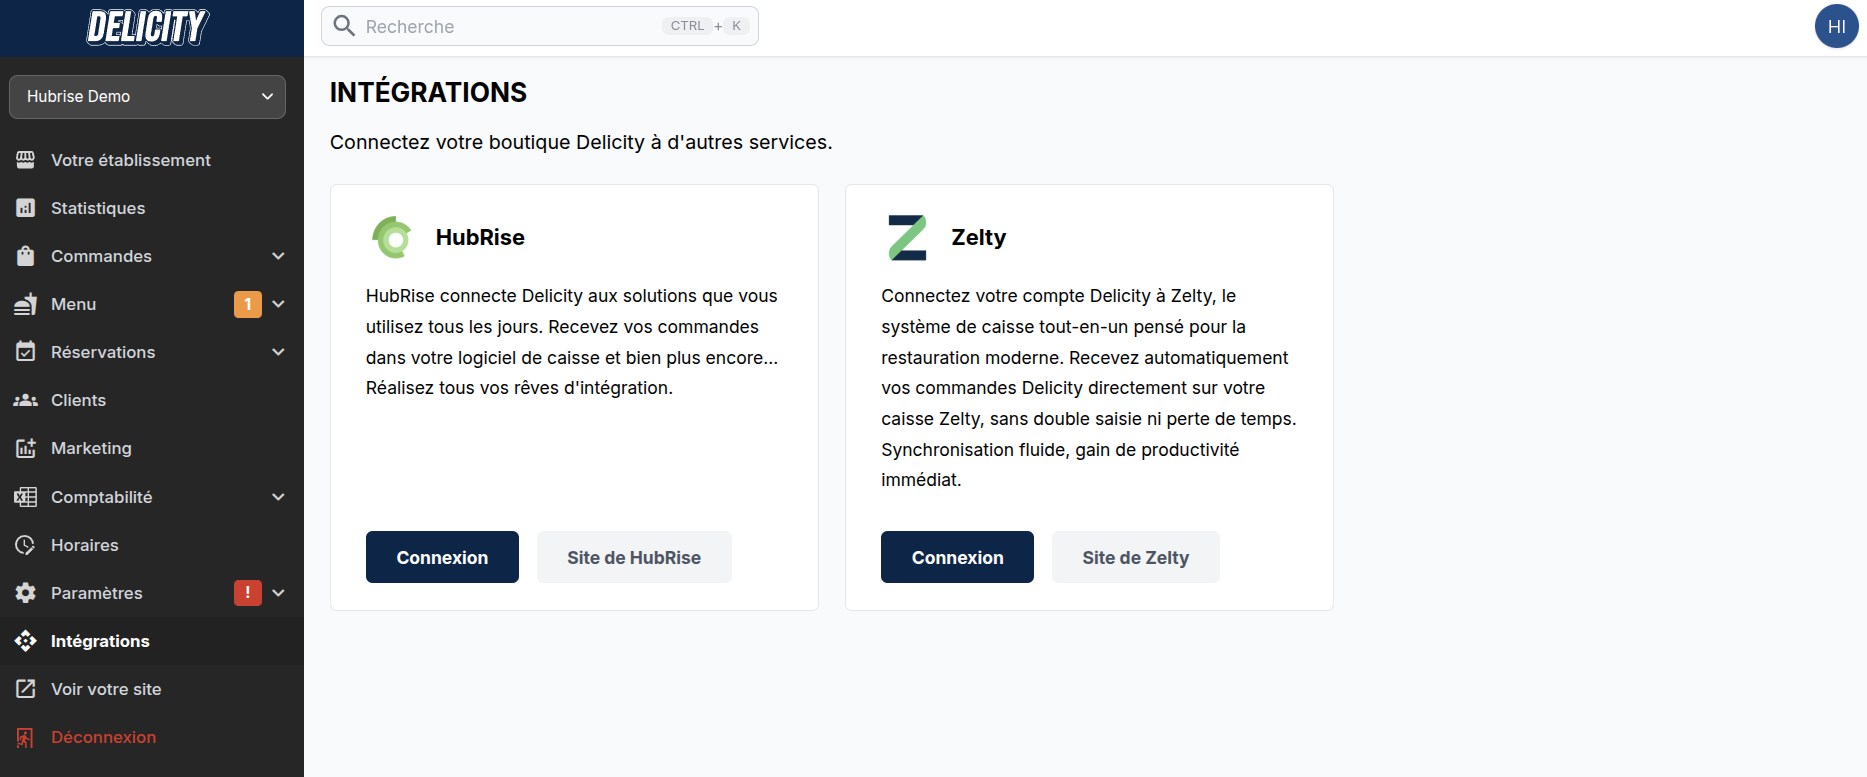 DELICITY
Recherche
CTRL + K
HI
Hubrise Demo
Votre établissement
Statistiques
Commandes
Menu 1
Réservations
Clients
Marketing
Comptabilité
Horaires
Paramètres !
Intégrations
Voir votre site
Déconnexion
INTÉGRATIONS
Connectez votre boutique Delicity à d'autres services.
HubRise
HubRise connecte Delicity aux solutions que vous
utilisez tous les jours. Recevez vos commandes
dans votre logiciel de caisse et bien plus encore...
Réalisez tous vos rêves d'intégration.
Connexion
Site de HubRise
Zelty
Connectez votre compte Delicity à Zelty, le
système de caisse tout-en-un pensé pour la
restauration moderne. Recevez automatiquement
vos commandes Delicity directement sur votre
caisse Zelty, sans double saisie ni perte de temps.
Synchronisation fluide, gain de productivité
immédiat.
Connexion
Site de Zelty